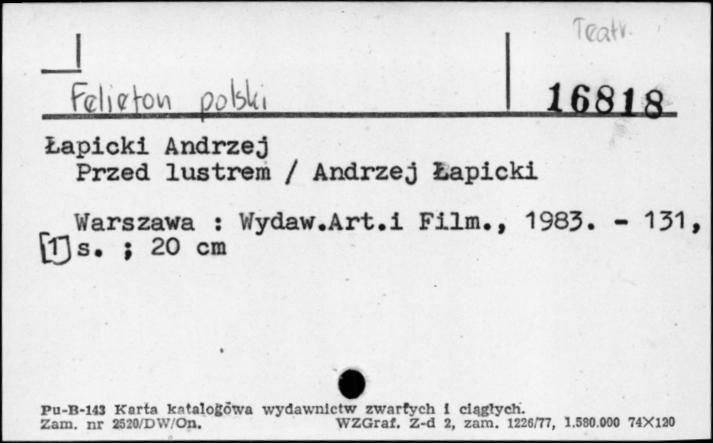 Teatr.
Felieton polski
16818
Łapicki Andrzej
Przed lustrem / Andrzej Łapicki
Warszawa : Wydaw.Art.i Film., 1983. - 131,
[1] s. ; 20 cm
Pu-B-143 Karta katalogowa wydawnictw zwartych i ciągłych.
Zam. nr 2520/DW/Op. WZGraf. Z-d 2, zam. 1226/77, 1.580.000 74X120